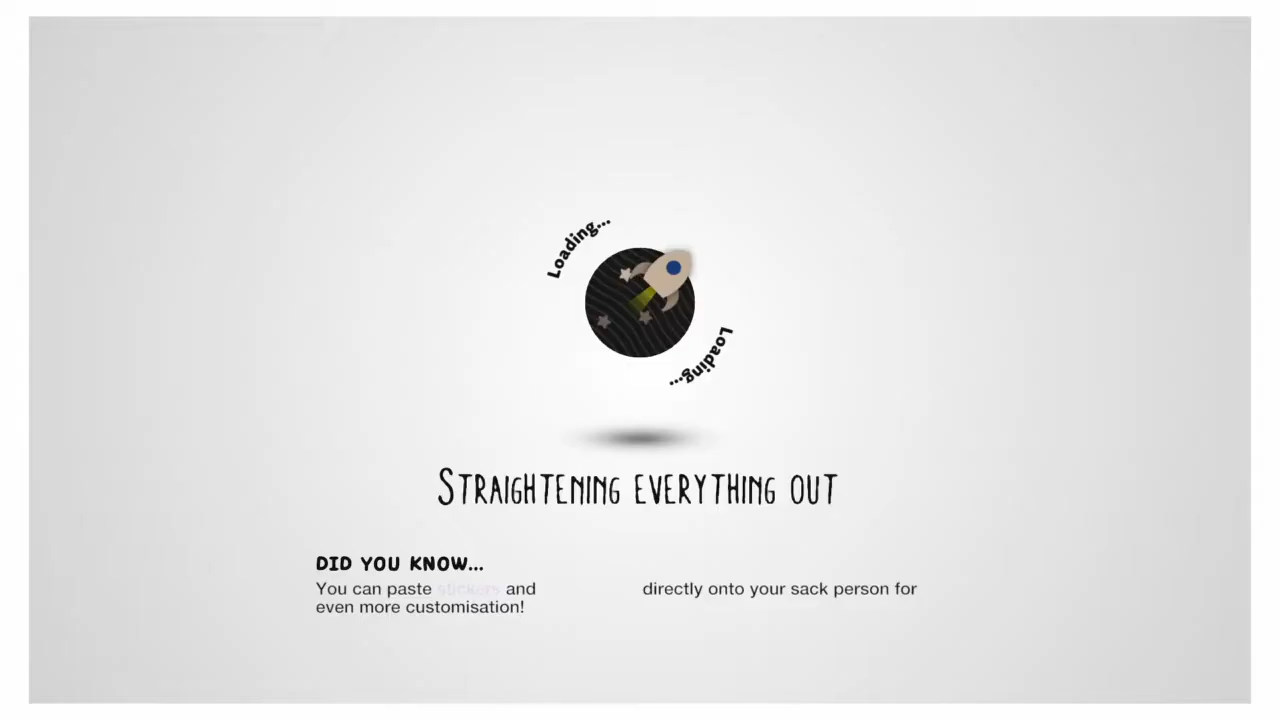 Loading...
Loading...
STRAIGHTENING EVERYTHING OUT
DID YOU KNOW...
You can paste stickers and directly onto your sack person for
even more customisation!